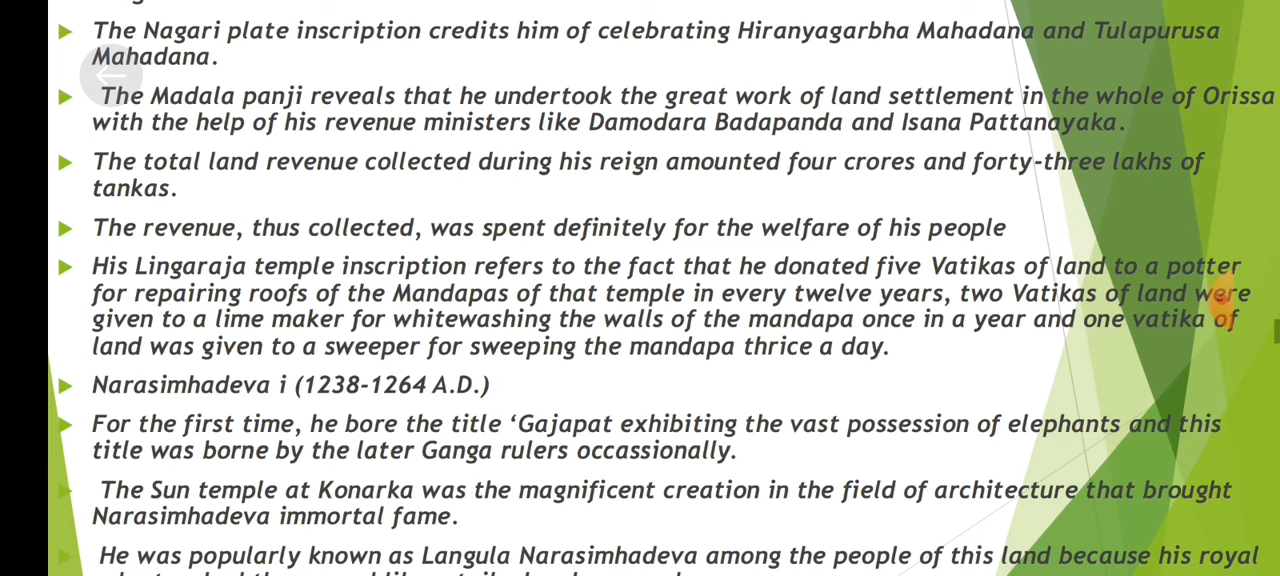 The Nagari plate inscription credits him of celebrating Hiranyagarbha Mahadana and Tulapurusa
Mahadana.
The Madala panji reveals that he undertook the great work of land settlement in the whole of Orissa
with the help of his revenue ministers like Damodara Badapanda and Isana Pattanayaka.
The total land revenue collected during his reign amounted four crores and forty-three lakhs of
tankas.
The revenue, thus collected, was spent definitely for the welfare of his people
His Lingaraja temple inscription refers to the fact that he donated five Vatikas of land to a potter
for repairing roofs of the Mandapas of that temple in every twelve years, two Vatikas of land were
given to a lime maker for whitewashing the walls of the mandapa once in a year and one vatika of
land was given to a sweeper for sweeping the mandapa thrice a day.
Narasimhadeva i (1238-1264 A.D.)
For the first time, he bore the title ‘Gajapat exhibiting the vast possession of elephants and this
title was borne by the later Ganga rulers occassionally.
The Sun temple at Konarka was the magnificent creation in the field of architecture that brought
Narasimhadeva immortal fame.
He was popularly known as Langula Narasimhadeva among the people of this land because his royal